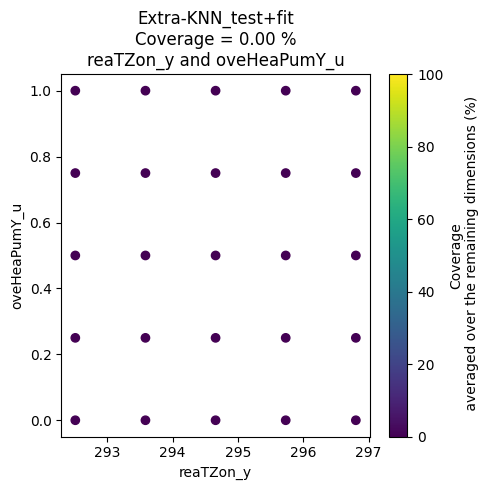 Extra-KNN_test+fit
Coverage = 0.00 %
reaTZon_y and oveHeaPumY_u
1.0
0.8
0.6
0.4
0.2
0.0
oveHeaPumY_u
293
294
295
296
297
reaTZon_y
100
80
60
40
20
0
Coverage
averaged over the remaining dimensions (%)